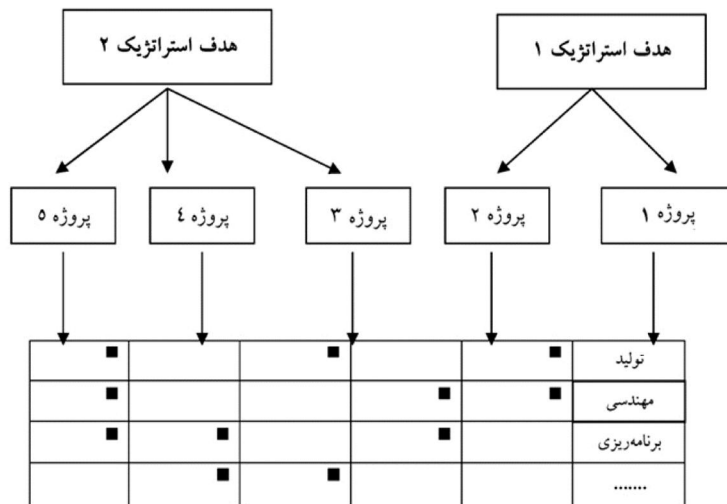 هدف استراتژیک ۱
هدف استراتژیک ۲
پروژه ۱
پروژه ۲
پروژه ۳
پروژه ٤
پروژه ٥
تولید
مهندسی
برنامه‌ریزی
.......